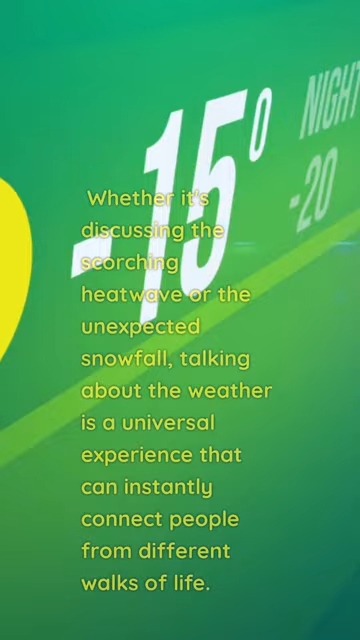 -15°
NIGHT
-20
Whether it's
discussing the
scorching
heatwave or the
unexpected
snowfall, talking
about the weather
is a universal
experience that
can instantly
connect people
from different
walks of life.